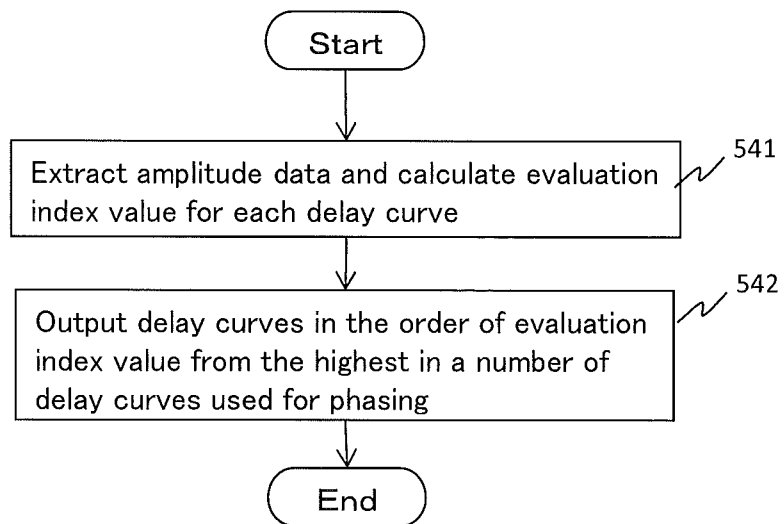 Start
Extract amplitude data and calculate evaluation
index value for each delay curve
541
Output delay curves in the order of evaluation
index value from the highest in a number of
delay curves used for phasing
542
End